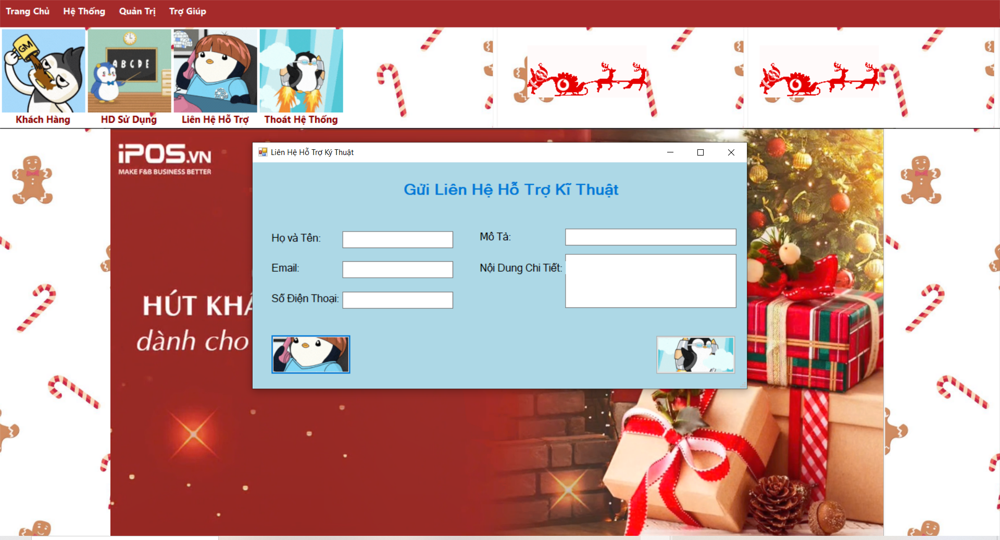 Trang Chủ Hệ Thống Quản Trị Trợ Giúp
GM
A B C D E
Khách Hàng HD Sử Dụng Liên Hệ Hỗ Trợ Thoát Hệ Thống
iPOS.VN
MAKE F&B BUSINESS BETTER
Liên Hệ Hỗ Trợ Ký Thuật
Gửi Liên Hệ Hỗ Trợ Kĩ Thuật
Họ và Tên:
Mô Tả:
Email:
Nội Dung Chi Tiết:
Số Điện Thoại:
HÚT KHÁ
dành cho